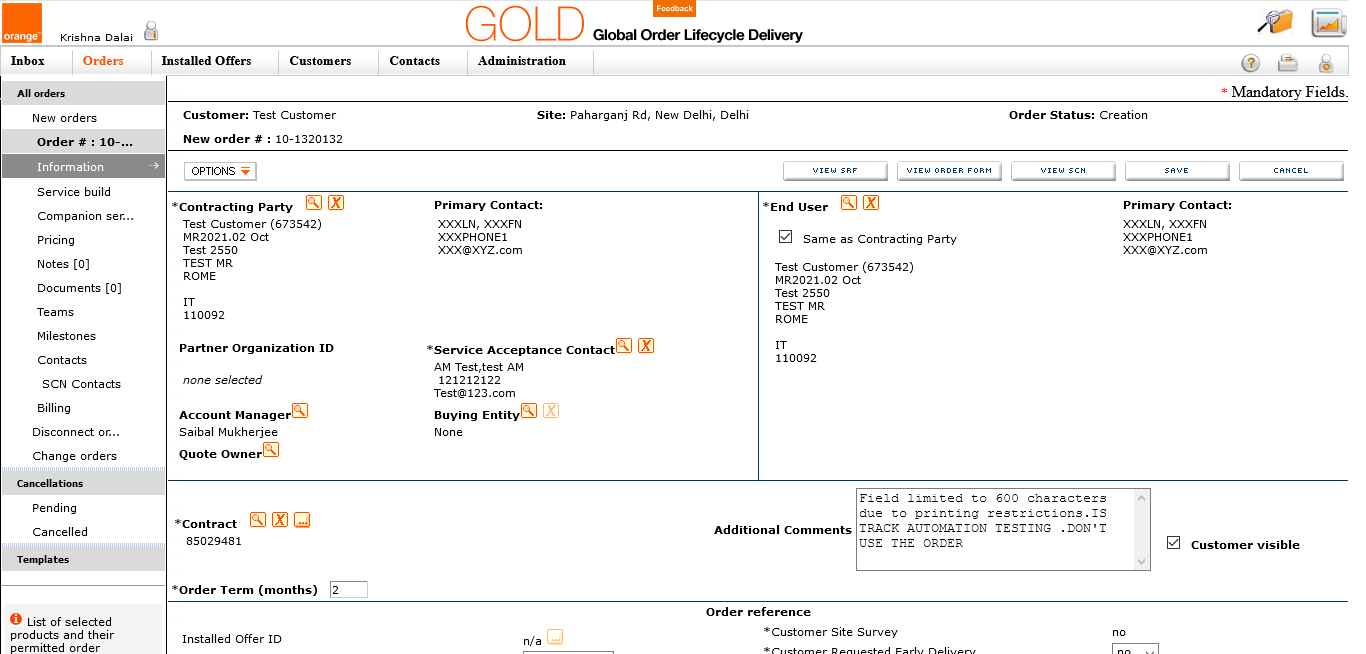 Feedback
orange™
Krishna Dalai
GOLD Global Order Lifecycle Delivery
Inbox Orders Installed Offers Customers Contacts Administration
All orders
New orders
Order # : 10-...
Information
Service build
Companion ser...
Pricing
Notes [0]
Documents [0]
Teams
Milestones
Contacts
SCN Contacts
Billing
Disconnect or...
Change orders
Cancellations
Pending
Cancelled
Templates
List of selected
products and their
permitted order
* Mandatory Fields.
Customer: Test Customer Site: Paharganj Rd, New Delhi, Delhi Order Status: Creation
New order # : 10-1320132
OPTIONS VIEW SRF VIEW ORDER FORM VIEW SCN SAVE CANCEL
*Contracting Party
Test Customer (673542)
MR2021.02 Oct
Test 2550
TEST MR
ROME
IT
110092
Primary Contact:
XXXLN, XXXFN
XXXPHONE1
XXX@XYZ.com
Partner Organization ID
none selected
*Service Acceptance Contact
AM Test,test AM
121212122
Test@123.com
Account Manager
Saibal Mukherjee
Buying Entity
None
Quote Owner
*End User
Same as Contracting Party
Test Customer (673542)
MR2021.02 Oct
Test 2550
TEST MR
ROME
IT
110092
Primary Contact:
XXXLN, XXXFN
XXXPHONE1
XXX@XYZ.com
*Contract
85029481
Additional Comments
Field limited to 600 characters
due to printing restrictions.IS
TRACK AUTOMATION TESTING .DON'T
USE THE ORDER
Customer visible
*Order Term (months) 2
Order reference
Installed Offer ID n/a ...
*Customer Site Survey no
*Customer Requested Early Delivery no